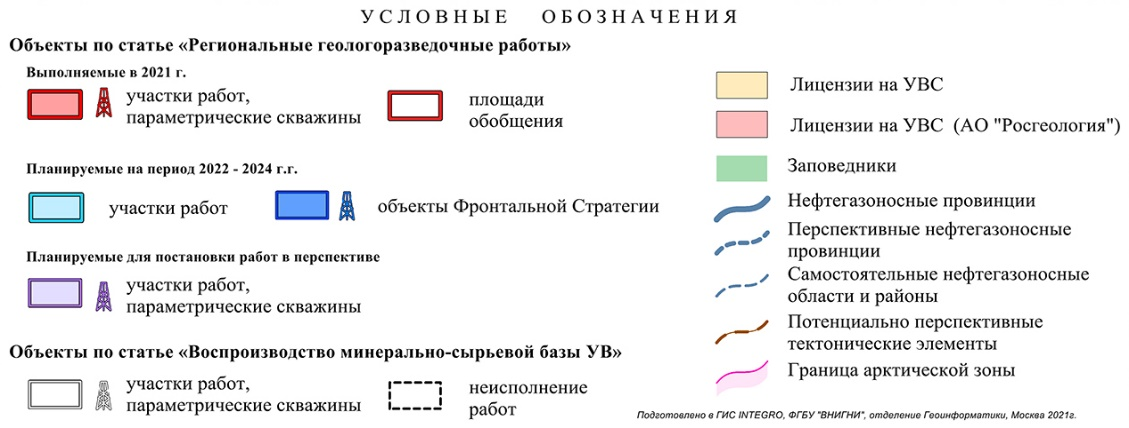 УСЛОВНЫЕ ОБОЗНАЧЕНИЯ
Объекты по статье «Региональные геологоразведочные работы»
Выполняемые в 2021 г.
участки работ,
параметрические скважины
площади
обобщения
Планируемые на период 2022 - 2024 г.г.
участки работ
объекты Фронтальной Стратегии
Планируемые для постановки работ в перспективе
участки работ,
параметрические скважины
Объекты по статье «Воспроизводство минерально-сырьевой базы УВ»
участки работ,
параметрические скважины
неисполнение
работ
Лицензии на УВС
Лицензии на УВС (АО "Росгеология")
Заповедники
Нефтегазоносные провинции
Перспективные нефтегазоносные
провинции
Самостоятельные нефтегазоносные
области и районы
Потенциально перспективные
тектонические элементы
Граница арктической зоны
Подготовлено в ГИС INTEGRO, ФГБУ "ВНИГНИ", отделение Геоинформатики, Москва 2021г.